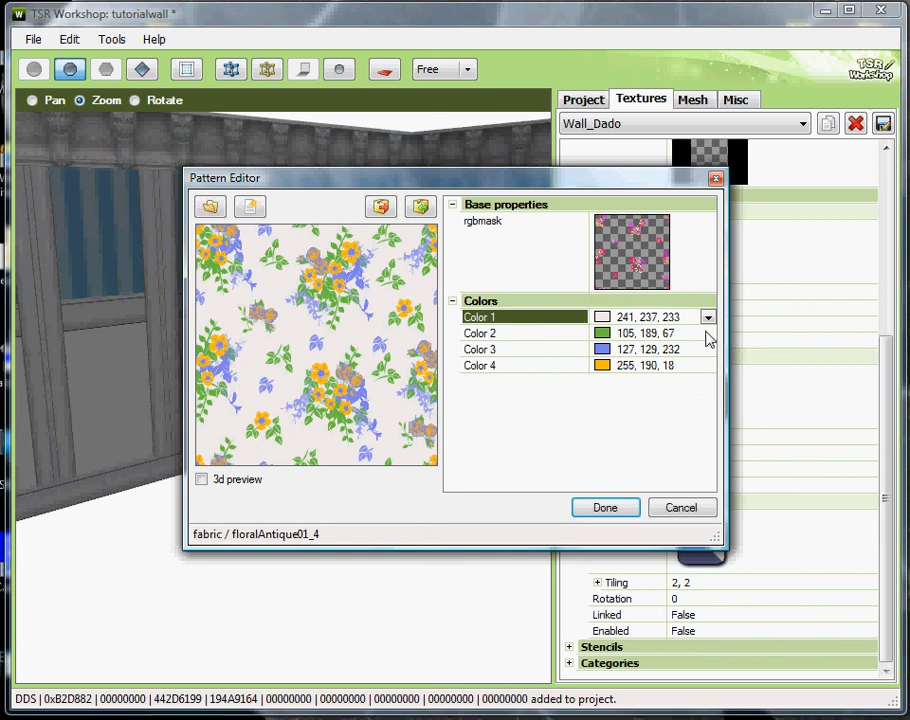 TSR Workshop: tutorialwall *
File Edit Tools Help
Free
TSR
Workshop
Pan Zoom Rotate
Project Textures Mesh Misc
Wall_Dado
Pattern Editor
Base properties
rgbmask
Colors
Color 1 241, 237, 233
Color 2 105, 189, 67
Color 3 127, 129, 232
Color 4 255, 190, 18
3d preview
Done Cancel
fabric / floralAntique01_4
Tiling 2, 2
Rotation 0
Linked False
Enabled False
Stencils
Categories
DDS | 0xB2D882 | 00000000 | 442D6199 | 194A9164 | 00000000 | 00000000 | 00000000 | 00000000 | 00000000 added to project.